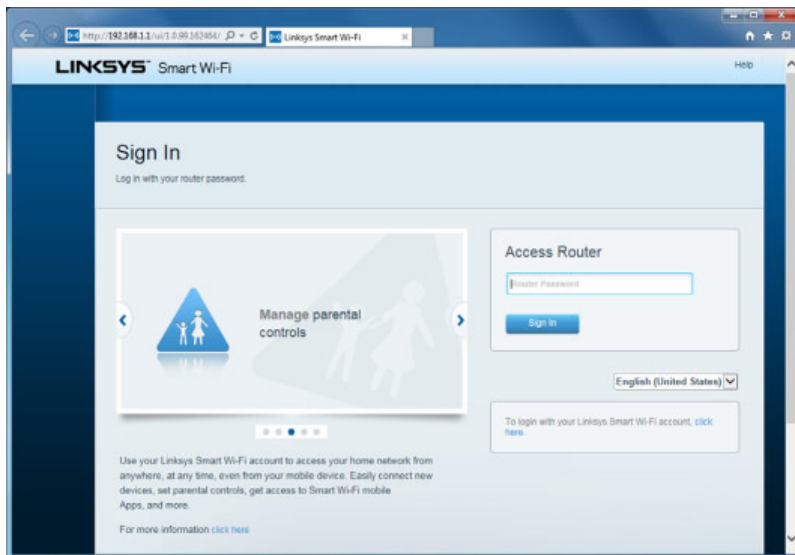 http://192.168.1.1/ui/1.0.99.163464/
Linksys Smart Wi-Fi
LINKSYS™ Smart Wi-Fi
Help
Sign In
Log in with your router password.
Manage parental
controls
Access Router
Router Password
Sign In
English (United States)
To login with your Linksys Smart Wi-Fi account, click
here.
Use your Linksys Smart Wi-Fi account to access your home network from
anywhere, at any time, even from your mobile device. Easily connect new
devices, set parental controls, get access to Smart Wi-Fi mobile
Apps, and more.
For more information click here